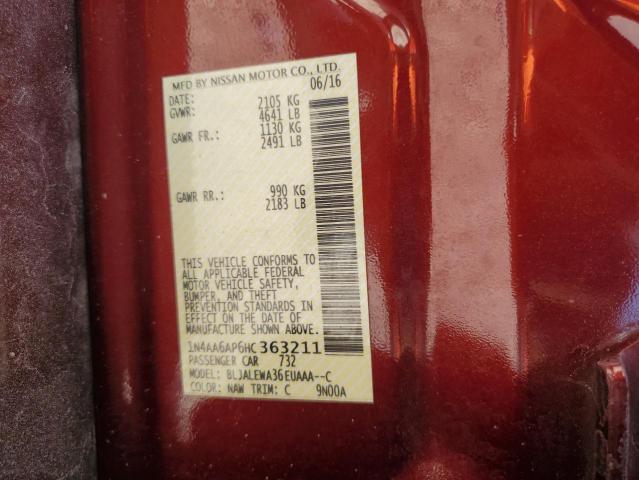 MFD BY NISSAN MOTOR CO., LTD.
06/16
DATE: 2105 KG
GVWR: 4641 LB
GAWR FR.: 1130 KG
2491 LB
GAWR RR.: 990 KG
2183 LB
THIS VEHICLE CONFORMS TO
ALL APPLICABLE FEDERAL
MOTOR VEHICLE SAFETY,
BUMPER, AND THEFT
PREVENTION STANDARDS IN
EFFECT ON THE DATE OF
MANUFACTURE SHOWN ABOVE.
1N4AA6AP6HC363211
PASSENGER CAR 732
MODEL: BLJALEWA36EUAAA--C
COLOR: NAW TRIM: C 9N00A